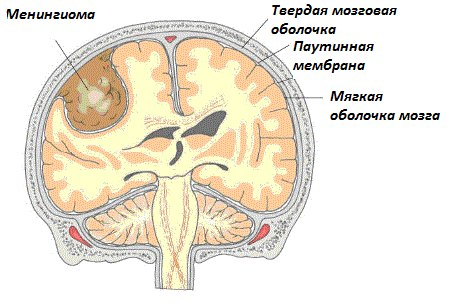 Менингиома
Твердая мозговая
оболочка
Паутинная
мембрана
Мягкая
оболочка мозга